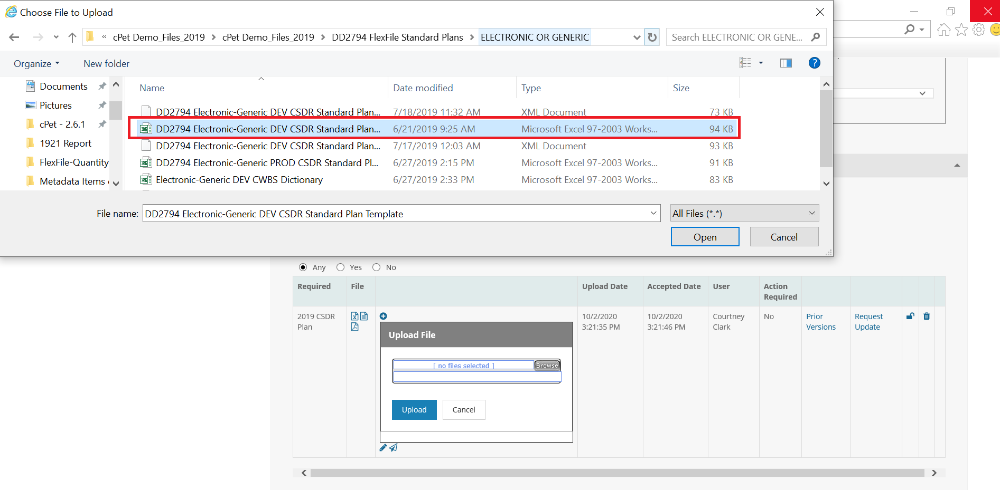 Choose File to Upload
« cPet Demo_Files_2019 > cPet Demo_Files_2019 > DD2794 FlexFile Standard Plans > ELECTRONIC OR GENERIC
Search ELECTRONIC OR GENE...
Organize
New folder
Documents
Pictures
cPet - 2.6.1
1921 Report
FlexFile-Quantity
Metadata Items
Name Date modified Type Size
DD2794 Electronic-Generic DEV CSDR Standard Plan... 7/18/2019 11:32 AM XML Document 73 KB
DD2794 Electronic-Generic DEV CSDR Standard Plan... 6/21/2019 9:25 AM Microsoft Excel 97-2003 Works... 94 KB
DD2794 Electronic-Generic DEV CSDR Standard Plan... 7/17/2019 12:03 AM XML Document 93 KB
DD2794 Electronic-Generic PROD CSDR Standard Pl... 6/27/2019 2:15 PM Microsoft Excel 97-2003 Works... 91 KB
Electronic-Generic DEV CWBS Dictionary 6/27/2019 2:33 PM Microsoft Excel 97-2003 Works... 83 KB
File name: DD2794 Electronic-Generic DEV CSDR Standard Plan Template
All Files (*.*)
Open
Cancel
Any Yes No
Required File Upload Date Accepted Date User Action
Required
2019 CSDR
Plan
Upload File
[ no files selected ] Browse
Upload Cancel
10/2/2020
3:21:35 PM
10/2/2020
3:21:46 PM
Courtney
Clark
No
Prior
Versions
Request
Update